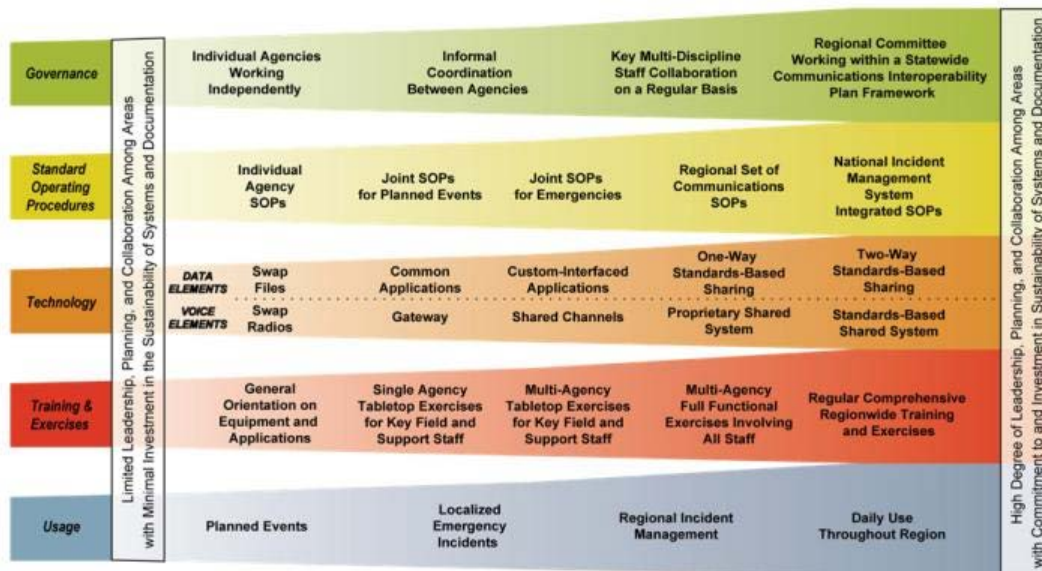 Limited Leadership, Planning, and Collaboration Among Areas
with Minimal Investment in the Sustainability of Systems and Documentation
Governance
Individual Agencies
Working
Independently
Informal
Coordination
Between Agencies
Key Multi-Discipline
Staff Collaboration
on a Regular Basis
Regional Committee
Working within a Statewide
Communications Interoperability
Plan Framework
Standard
Operating
Procedures
Individual
Agency
SOPs
Joint SOPs
for Planned Events
Joint SOPs
for Emergencies
Regional Set of
Communications
SOPs
National Incident
Management
System
Integrated SOPs
Technology
DATA
ELEMENTS
Swap
Files
Common
Applications
Custom-Interfaced
Applications
One-Way
Standards-Based
Sharing
Two-Way
Standards-Based
Sharing
VOICE
ELEMENTS
Swap
Radios
Gateway
Shared Channels
Proprietary Shared
System
Standards-Based
Shared System
Training &
Exercises
General
Orientation on
Equipment and
Applications
Single Agency
Tabletop Exercises
for Key Field and
Support Staff
Multi-Agency
Tabletop Exercises
for Key Field and
Support Staff
Multi-Agency
Full Functional
Exercises Involving
All Staff
Regular Comprehensive
Regionwide Training
and Exercises
Usage
Planned Events
Localized
Emergency
Incidents
Regional Incident
Management
Daily Use
Throughout Region
High Degree of Leadership, Planning, and Collaboration Among Areas
with Commitment to and Investment in Sustainability of Systems and Documentation